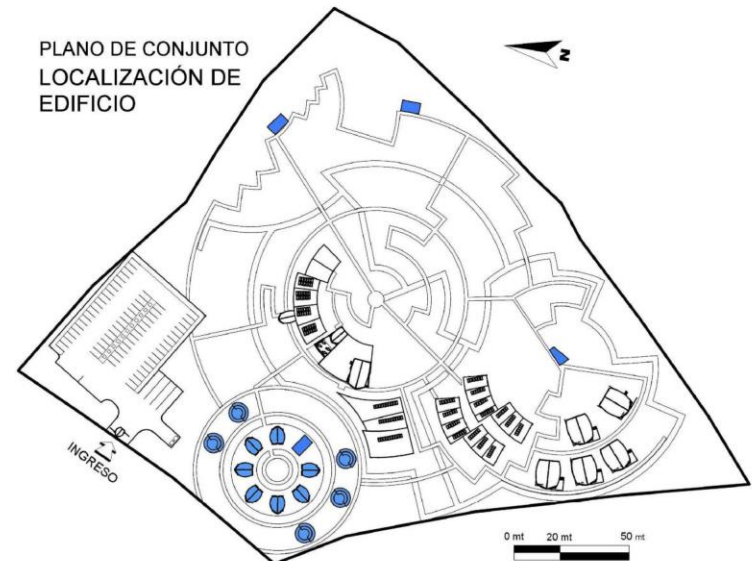 PLANO DE CONJUNTO
LOCALIZACIÓN DE
EDIFICIO
N
INGRESO
0 mt 20 mt 50 mt